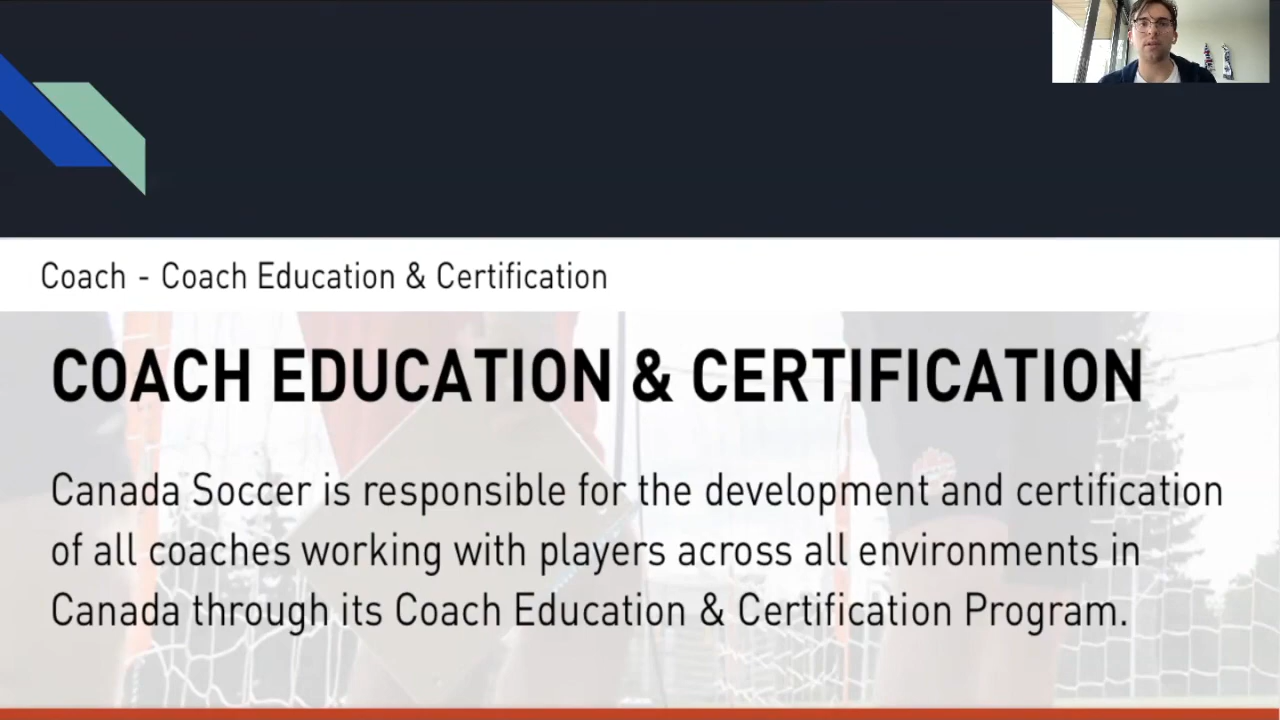 Coach - Coach Education & Certification
COACH EDUCATION & CERTIFICATION
Canada Soccer is responsible for the development and certification
of all coaches working with players across all environments in
Canada through its Coach Education & Certification Program.